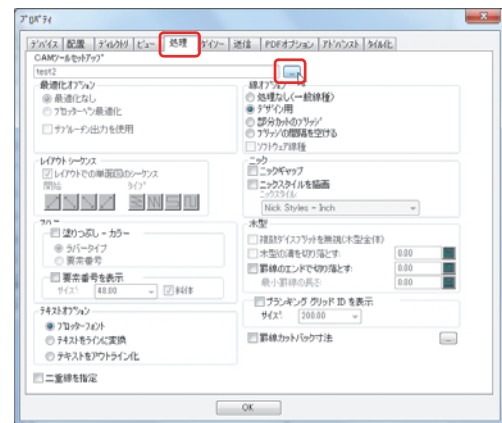 プロパティ
デバイス 配置 ディレクトリ ビュー 処理 送信 PDFオプション アドバンスト タイル化
CAMツールセットアップ
test2 ...
最適化オプション
最適化なし
プロッターペン最適化
サブルーチン出力を使用
レイアウト シーケンス
レイアウトでの単面図のシーケンス
開始 タイプ
塗りつぶし - カラー
ラバータイプ
要素番号
要素番号を表示
サイズ: 48.00 斜体
テキストオプション
プロッターフォント
テキストをラインに変換
テキストをアウトライン化
二重線を指定
線オプション
処理なし(一般線種)
デザイン用
部分カットのブリッジ
ブリッジの間隔を空ける
ソフトウェア線種
ニック
ニックギャップ
ニックスタイルを描画
ニックスタイル:
Nick Styles - Inch
木型
複数ダイスプリットを無視(木型全体)
木型の溝を切り落とす: 0.00
罫線のエンドで切り落とす: 0.00
最小罫線の長さ: 0.00
ブランキング グリッド ID を表示
サイズ: 200.00
罫線カットバック寸法 ...
OK